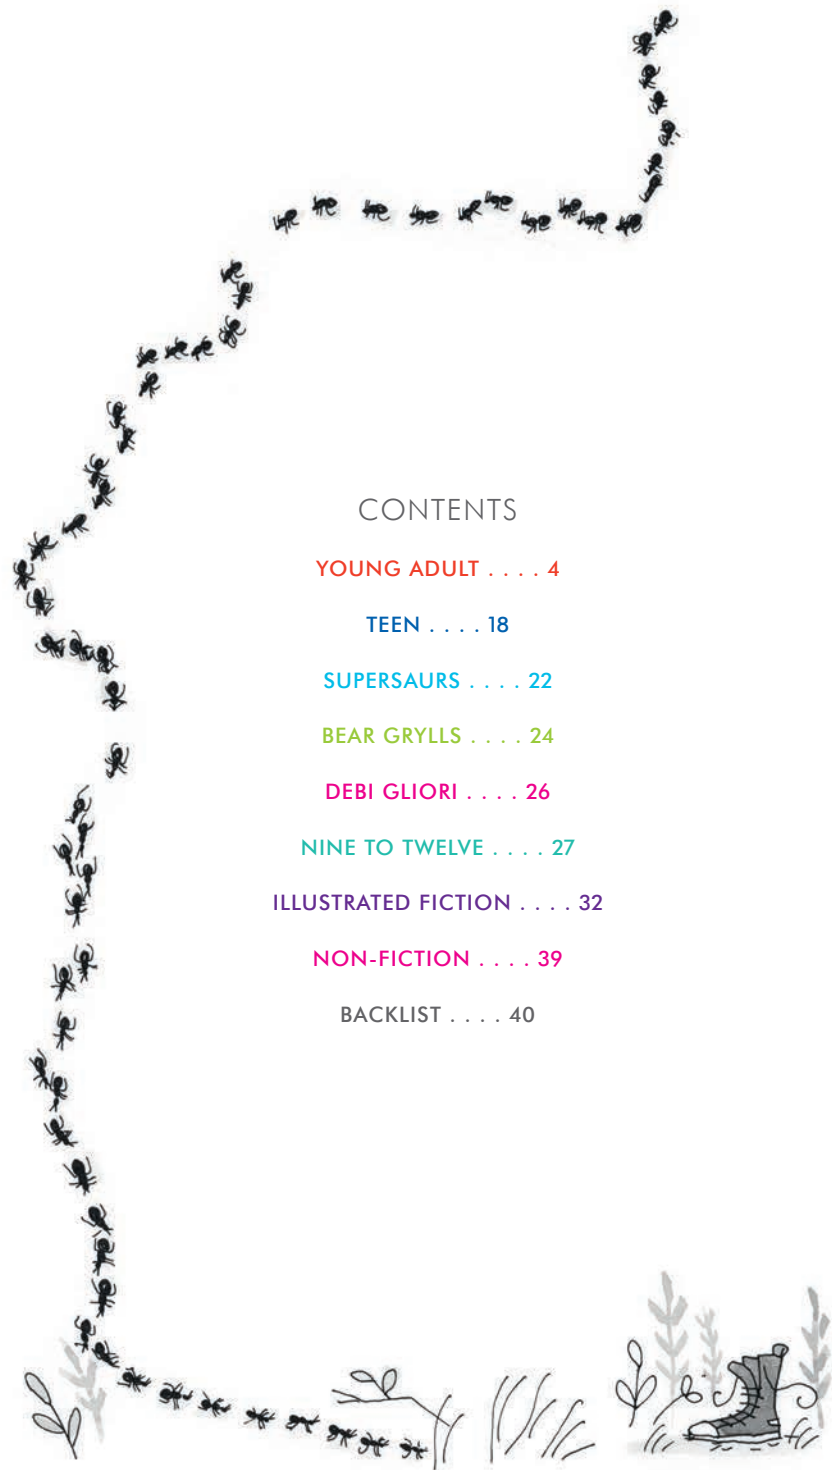 CONTENTS
YOUNG ADULT . . . . 4
TEEN . . . . 18
SUPERSAURS . . . . 22
BEAR GRYLLS . . . . 24
DEBI GLIORI . . . . 26
NINE TO TWELVE . . . . 27
ILLUSTRATED FICTION . . . . 32
NON-FICTION . . . . 39
BACKLIST . . . . 40